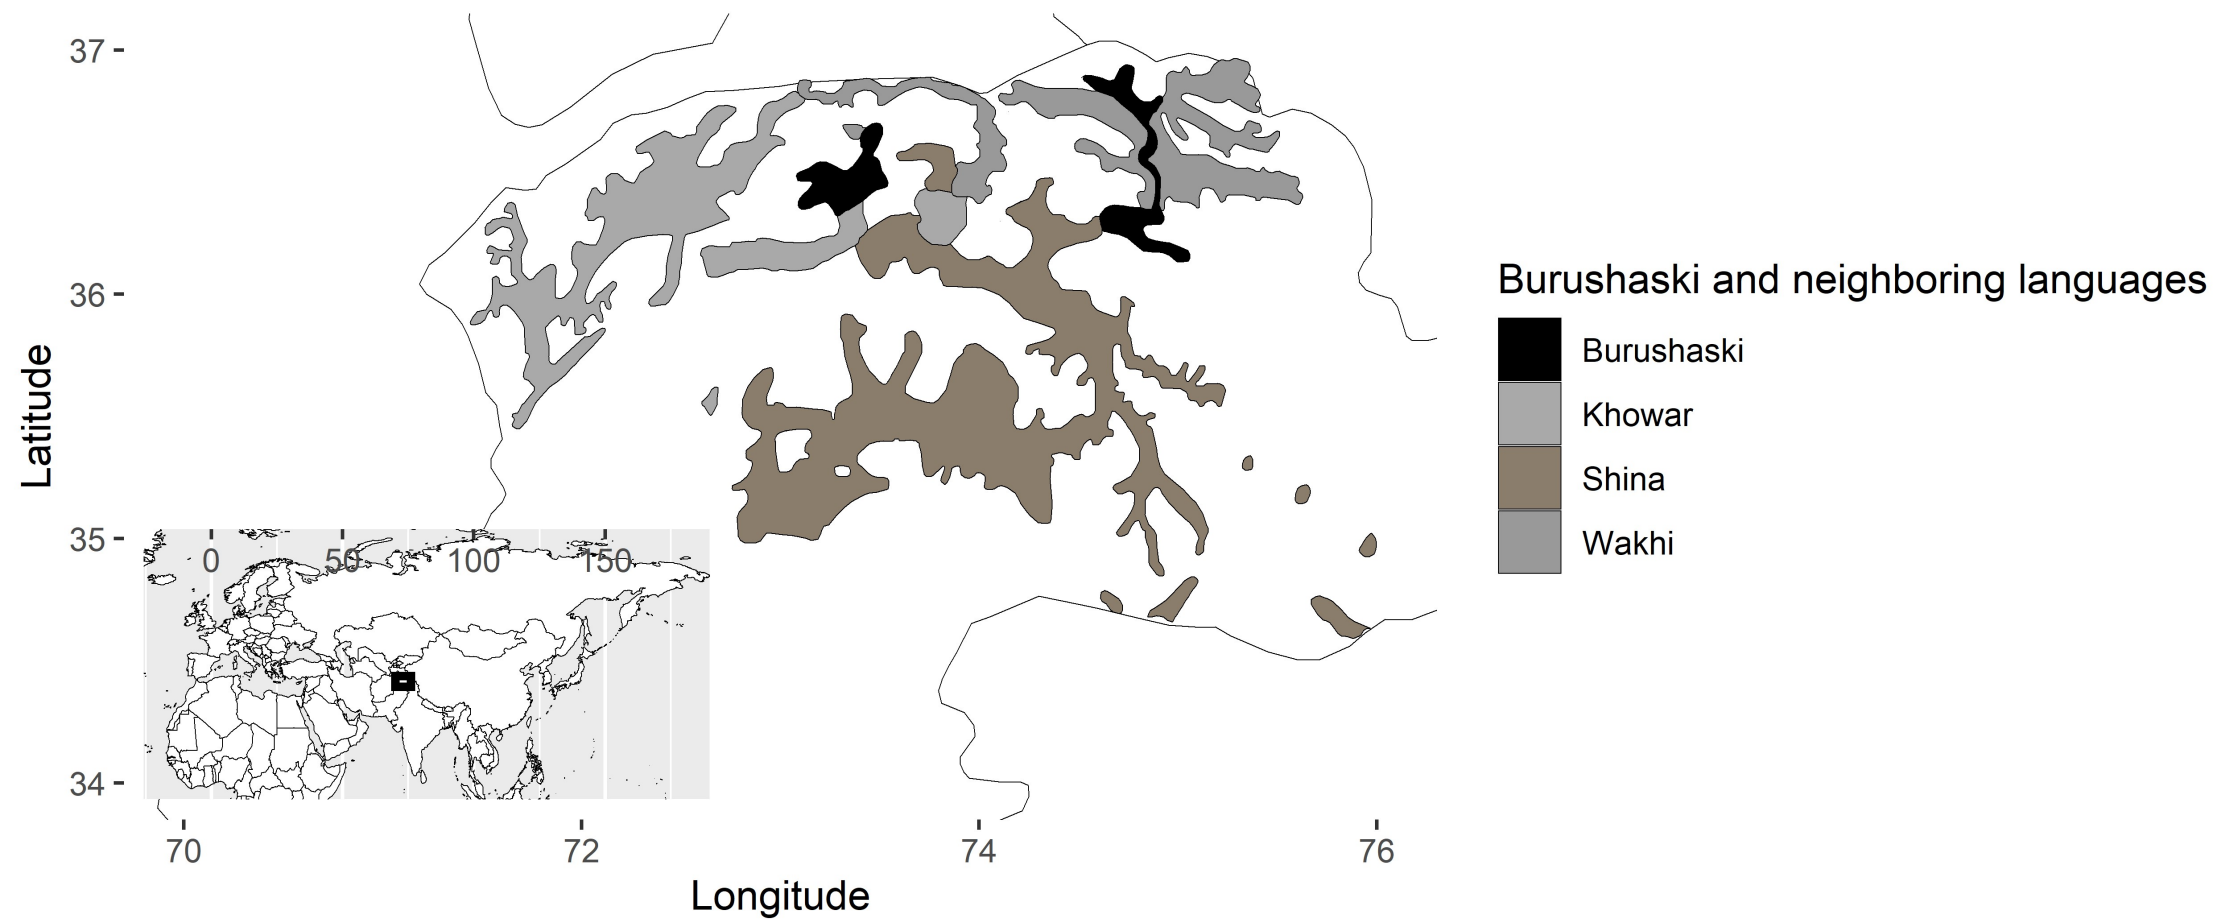 37
36
35
34
Latitude
0 50 100 150
70 72 74 76
Longitude
Burushaski and neighboring languages
Burushaski
Khowar
Shina
Wakhi